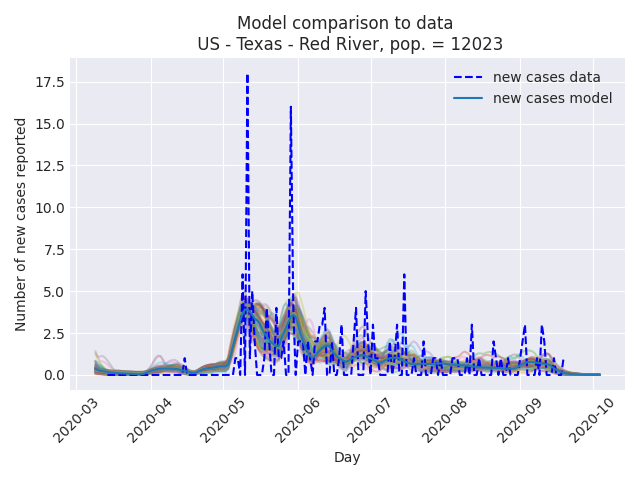 Model comparison to data
US - Texas - Red River, pop. = 12023
new cases data
new cases model
Number of new cases reported
17.5
15.0
12.5
10.0
7.5
5.0
2.5
0.0
2020-03
2020-04
2020-05
2020-06
2020-07
2020-08
2020-09
2020-10
Day